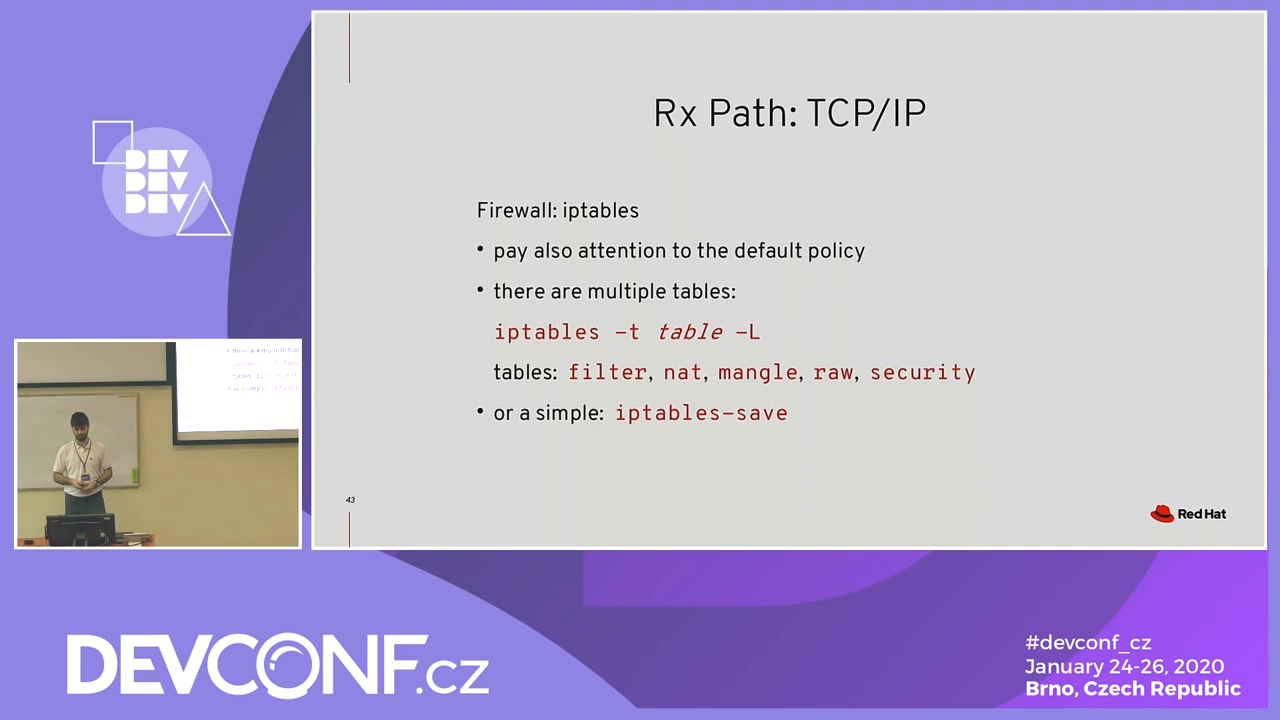 DEV
DEV
DEV
Rx Path: TCP/IP
Firewall: iptables
• pay also attention to the default policy
• there are multiple tables:
iptables -t table -L
tables: filter, nat, mangle, raw, security
• or a simple: iptables-save
43
Red Hat
DEVCONF.cz
#devconf_cz
January 24-26, 2020
Brno, Czech Republic